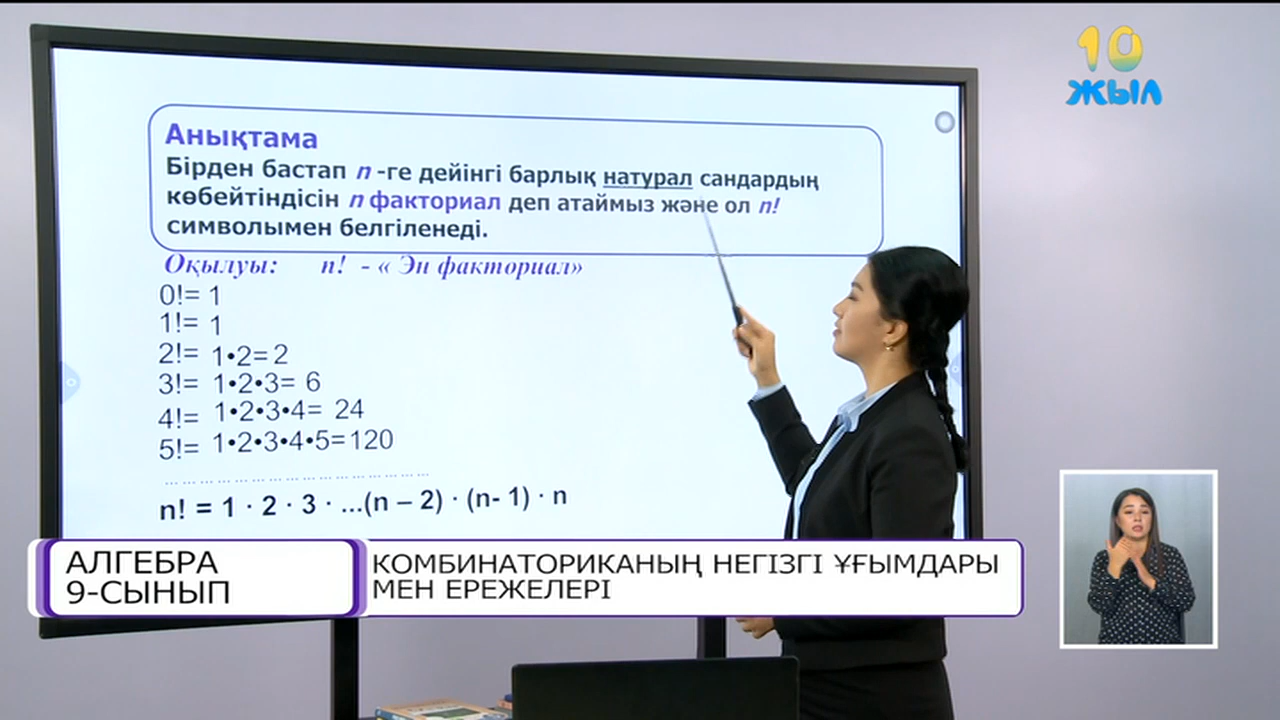 10
ЖЫЛ
Анықтама
Бірден бастап n -ге дейінгі барлық натурал сандардың
көбейтіндісін n факториал деп атаймыз және ол n!
символымен белгіленеді.
Оқылуы: n! - « Эн факториал»
0!= 1
1!= 1
2!= 1•2= 2
3!= 1•2•3= 6
4!= 1•2•3•4= 24
5!= 1•2•3•4•5=120
n! = 1 · 2 · 3 · ...(n – 2) · (n- 1) · n
АЛГЕБРА
9-СЫНЫП
КОМБИНАТОРИКАНЫҢ НЕГІЗГІ ҰҒЫМДАРЫ
МЕН ЕРЕЖЕЛЕРІ